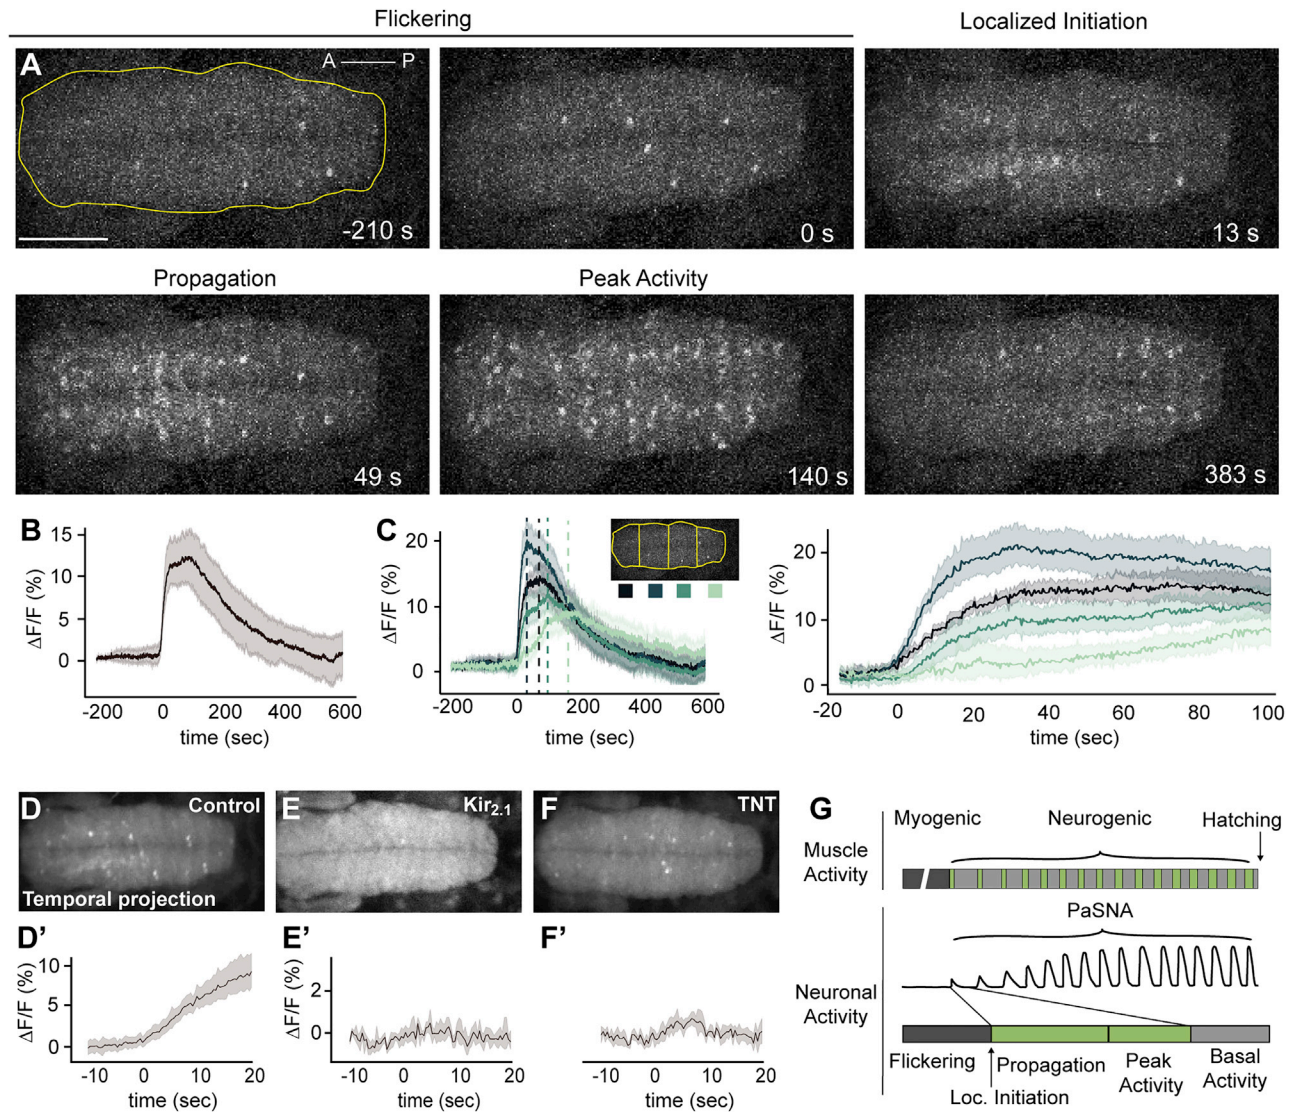 Flickering
Localized Initiation
A
A P
-210 s
0 s
13 s
Propagation
Peak Activity
49 s
140 s
383 s
B
ΔF/F (%)
15
10
5
0
-200 0 200 400 600
time (sec)
C
ΔF/F (%)
20
10
0
-200 0 200 400 600
time (sec)
ΔF/F (%)
20
10
0
-20 0 20 40 60 80 100
time (sec)
D
Control
Temporal projection
E
Kir2.1
F
TNT
D'
ΔF/F (%)
10
5
0
-10 0 10 20
time (sec)
E'
ΔF/F (%)
2
0
-10 0 10 20
time (sec)
F'
-10 0 10 20
time (sec)
G
Myogenic
Neurogenic
Hatching
Muscle
Activity
PaSNA
Neuronal
Activity
Flickering
Propagation
Peak
Activity
Basal
Activity
Loc. Initiation